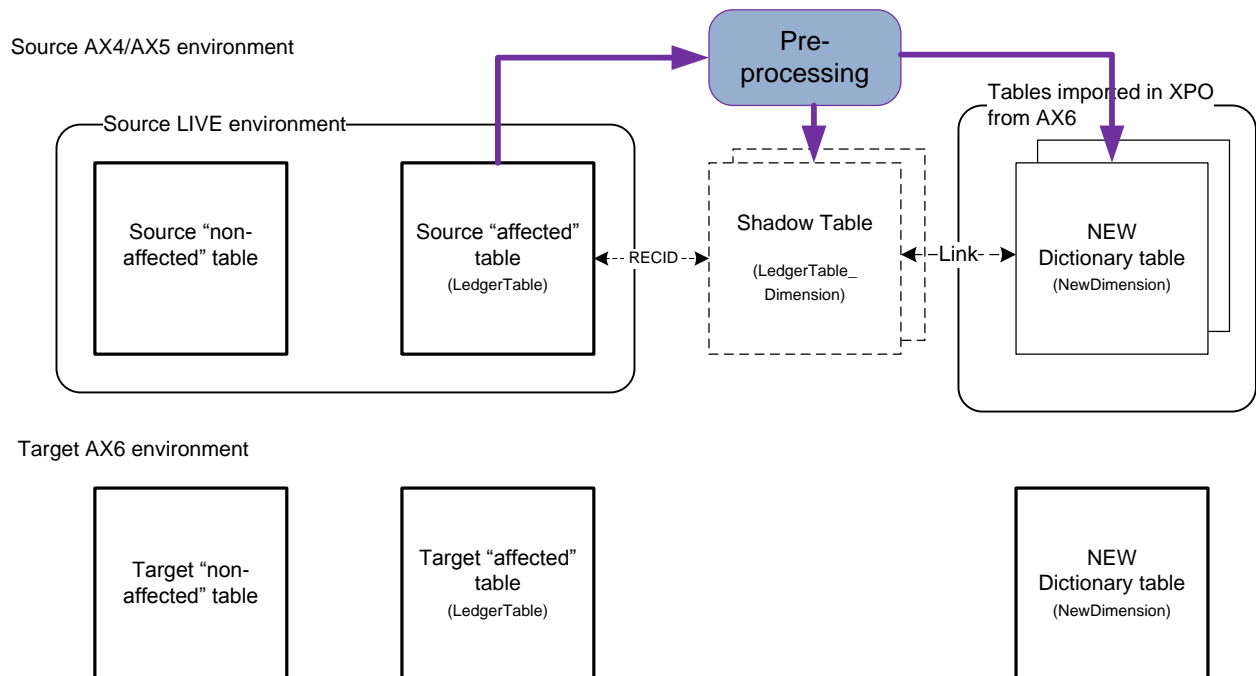 Source AX4/AX5 environment
Pre-
processing
Tables imported in XPO
from AX6
Source LIVE environment
Source “non-
affected” table
Source “affected”
table
(LedgerTable)
RECID
Shadow Table
(LedgerTable_
Dimension)
Link
NEW
Dictionary table
(NewDimension)
Target AX6 environment
Target “non-
affected” table
Target “affected”
table
(LedgerTable)
NEW
Dictionary table
(NewDimension)